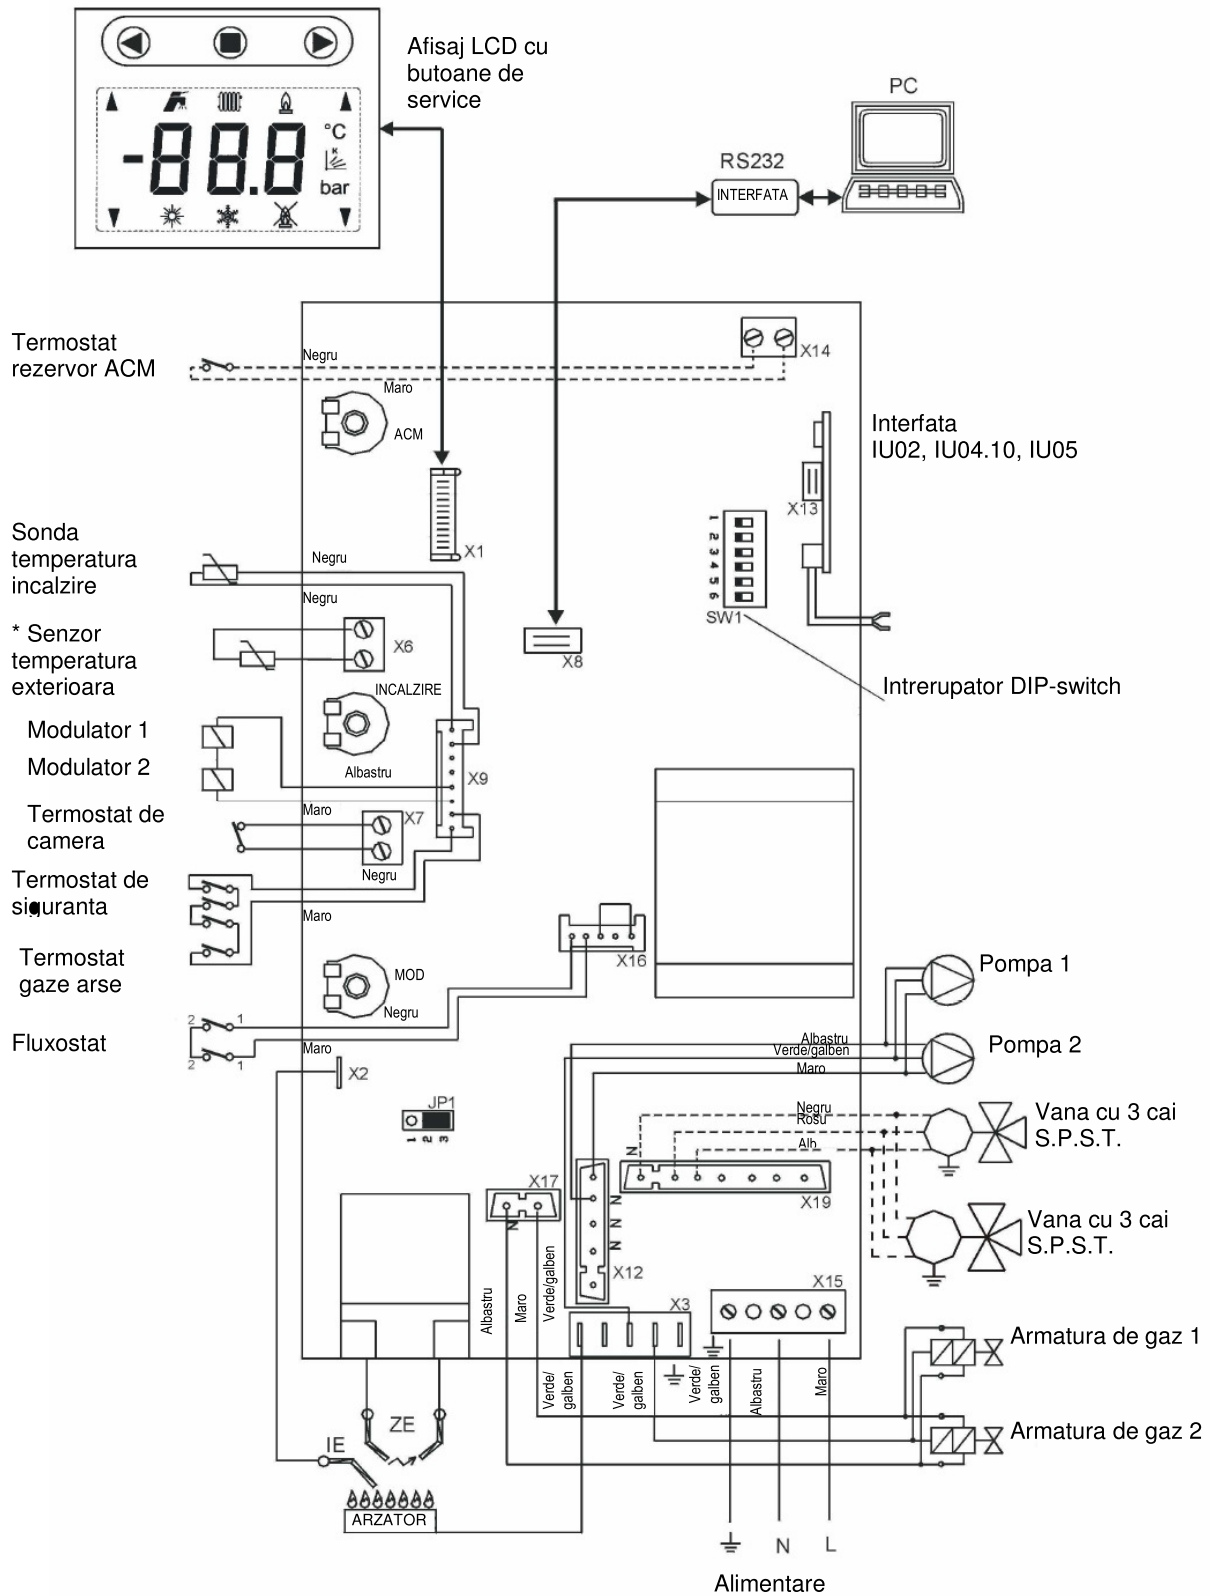 Afisaj LCD cu
butoane de
service
-88.8
°C
K
bar
PC
RS232
INTERFATA
Termostat
rezervor ACM
Negru
Maro
X14
ACM
Interfata
IU02, IU04.10, IU05
X13
X1
1
2
3
4
5
6
SW1
Sonda
temperatura
incalzire
Negru
Negru
* Senzor
temperatura
exterioara
X6
X8
Intrerupator DIP-switch
INCALZIRE
Modulator 1
Modulator 2
Albastru
X9
Maro
Termostat de
camera
X7
Negru
Termostat de
siguranta
Maro
Termostat
gaze arse
X16
MOD
Negru
Pompa 1
Fluxostat
2
1
2
1
Maro
X2
Albastru
Verde/galben
Maro
Pompa 2
JP1
1 2 3
Negru
Rosu
Alb
N
Vana cu 3 cai
S.P.S.T.
X17
N
X19
N
N
N
X12
Vana cu 3 cai
S.P.S.T.
Albastru
Maro
Verde/galben
X3
X15
Verde/
galben
Verde/
galben
Verde/
galben
Albastru
Maro
Armatura de gaz 1
Armatura de gaz 2
ZE
IE
ARZATOR
N
L
Alimentare